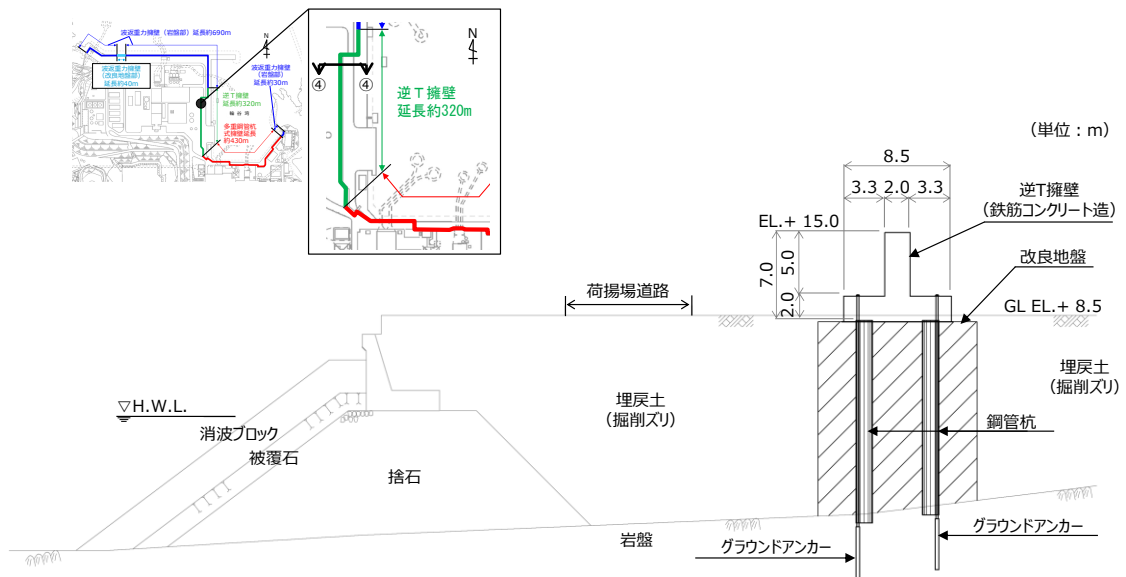 波返重力擁壁（岩盤部）延長約690m
N
波返重力擁壁
（改良地盤部）
延長約40m
波返重力擁壁
（岩盤部）
延長約30m
逆T擁壁
延長約320m
輪谷湾
多重鋼管杭
式擁壁延長
約430m
N
④
④
逆T擁壁
延長約320m
（単位：m）
8.5
3.3
2.0
3.3
逆T擁壁
（鉄筋コンクリート造）
EL.+ 15.0
7.0
5.0
2.0
改良地盤
荷揚場道路
GL EL.+ 8.5
埋戻土
（掘削ズリ）
埋戻土
（掘削ズリ）
▽H.W.L.
消波ブロック
被覆石
鋼管杭
捨石
岩盤
グラウンドアンカー
グラウンドアンカー